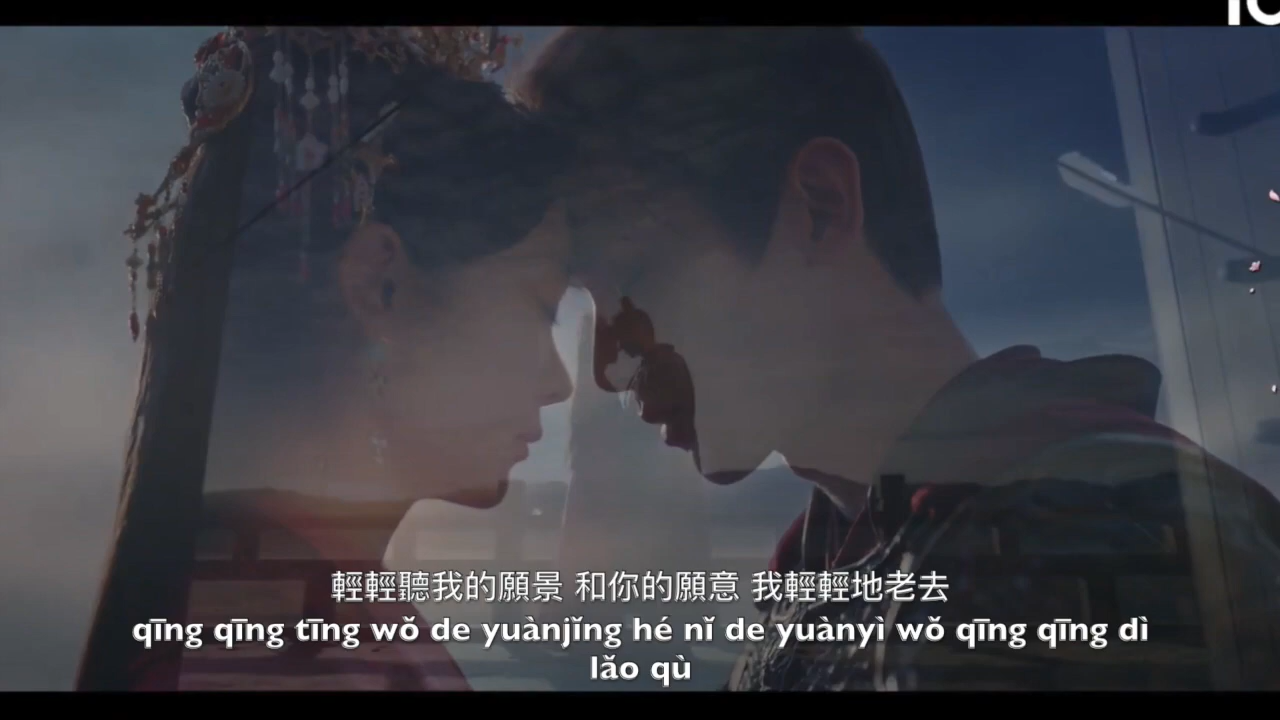 輕輕聽我的願景 和你的願意 我輕輕地老去
qīng qīng tīng wǒ de yuànjǐng hé nǐ de yuànyì wǒ qīng qīng dì
lǎo qù